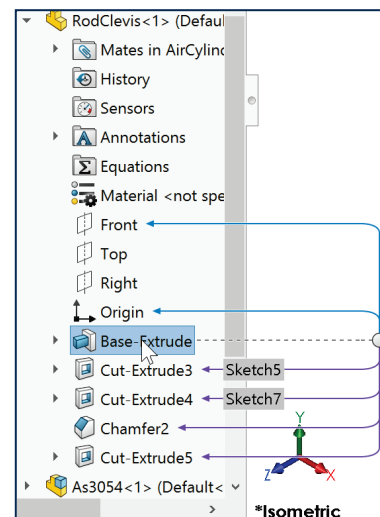 RodClevis<1> (Defaul
Mates in AirCylind
History
Sensors
Annotations
Equations
Material <not spe
Front
Top
Right
Origin
Base-Extrude
Cut-Extrude3 Sketch5
Cut-Extrude4 Sketch7
Chamfer2
Cut-Extrude5
As3054<1> (Default<
Y
Z X
*Isometric